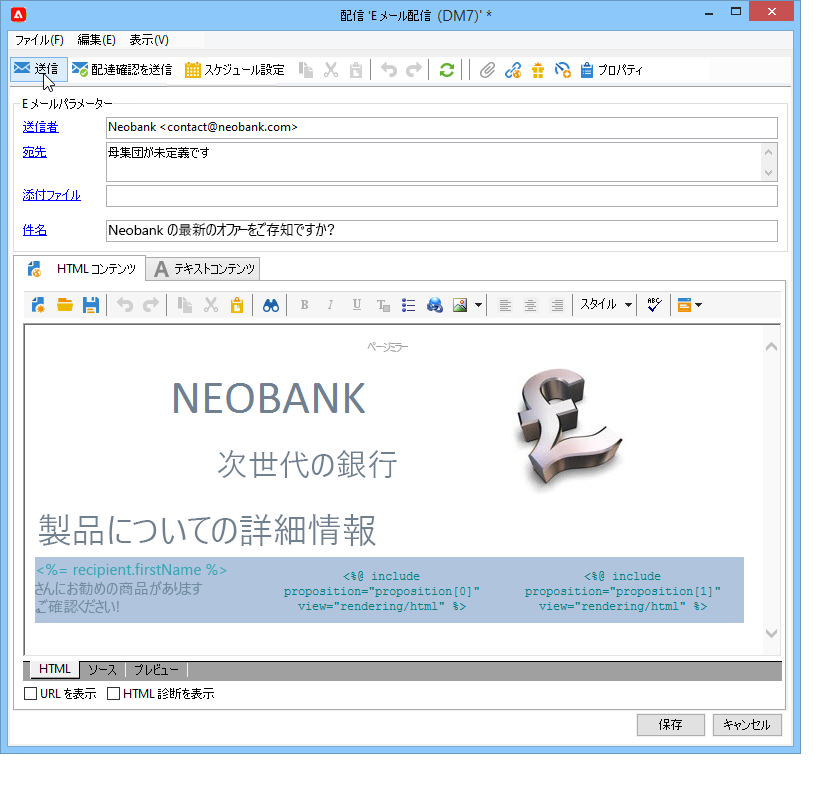 配信 'E メール配信 (DM7)' *
ファイル(F) 編集(E) 表示(V)
送信 配達確認を送信 スケジュール設定 プロパティ
E メールパラメーター
送信者 Neobank <contact@neobank.com>
宛先 母集団が未定義です
添付ファイル
件名 Neobank の最新のオファーをご存知ですか?
HTML コンテンツ A テキストコンテンツ
B I U T スタイル ABC
ページミラー
NEOBANK
次世代の銀行
製品についての詳細情報
<%= recipient.firstName %>
さんにお勧めの商品があります
ご確認ください!
<%@ include
proposition="proposition[0]"
view="rendering/html" %>
<%@ include
proposition="proposition[1]"
view="rendering/html" %>
HTML ソース プレビュー
URL を表示 HTML 診断を表示
保存 キャンセル